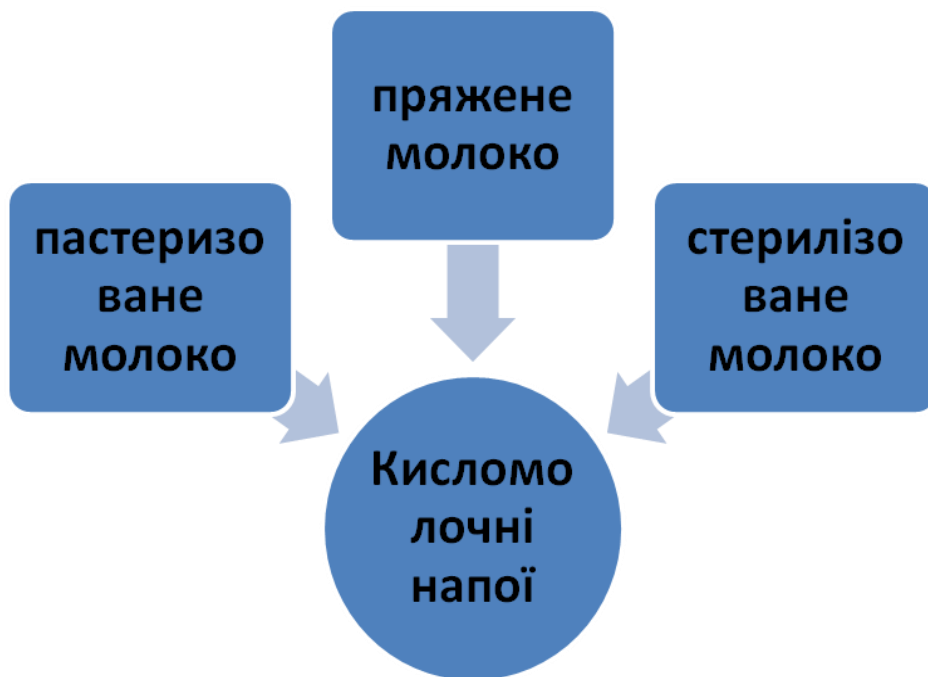 пряжене
молоко
пастеризо
ване
молоко
стерилізо
ване
молоко
Кисломо
лочні
напої